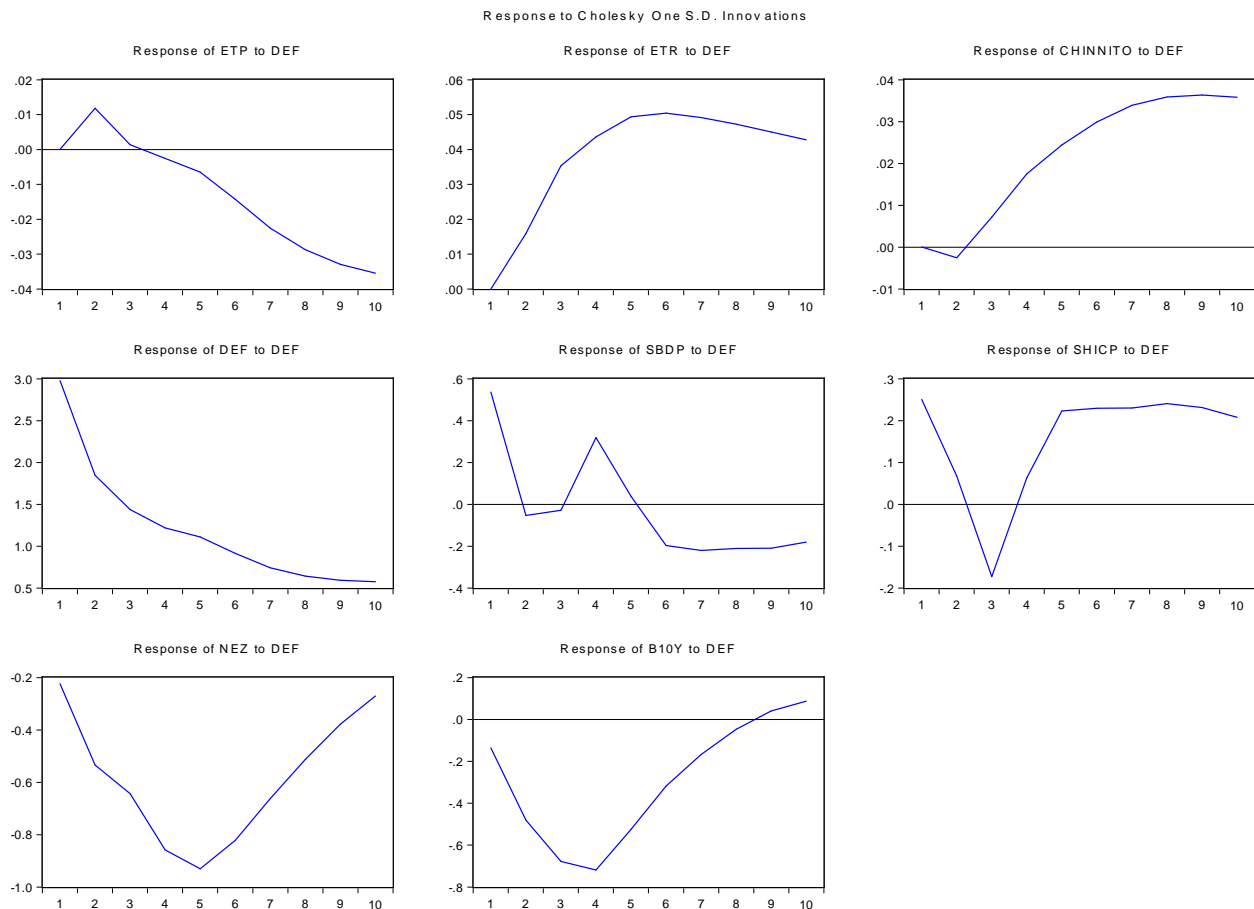 Response to Cholesky One S.D. Innovations
Response of ETP to DEF
.02
.01
.00
-.01
-.02
-.03
-.04
1 2 3 4 5 6 7 8 9 10
Response of ETR to DEF
.06
.05
.04
.03
.02
.01
.00
1 2 3 4 5 6 7 8 9 10
Response of CHINNITO to DEF
.04
.03
.02
.01
.00
-.01
1 2 3 4 5 6 7 8 9 10
Response of DEF to DEF
3.0
2.5
2.0
1.5
1.0
0.5
1 2 3 4 5 6 7 8 9 10
Response of SBDP to DEF
.6
.4
.2
.0
-.2
-.4
1 2 3 4 5 6 7 8 9 10
Response of SHICP to DEF
.3
.2
.1
.0
-.1
-.2
1 2 3 4 5 6 7 8 9 10
Response of NEZ to DEF
-0.2
-0.4
-0.6
-0.8
-1.0
1 2 3 4 5 6 7 8 9 10
Response of B10Y to DEF
.2
.0
-.2
-.4
-.6
-.8
1 2 3 4 5 6 7 8 9 10